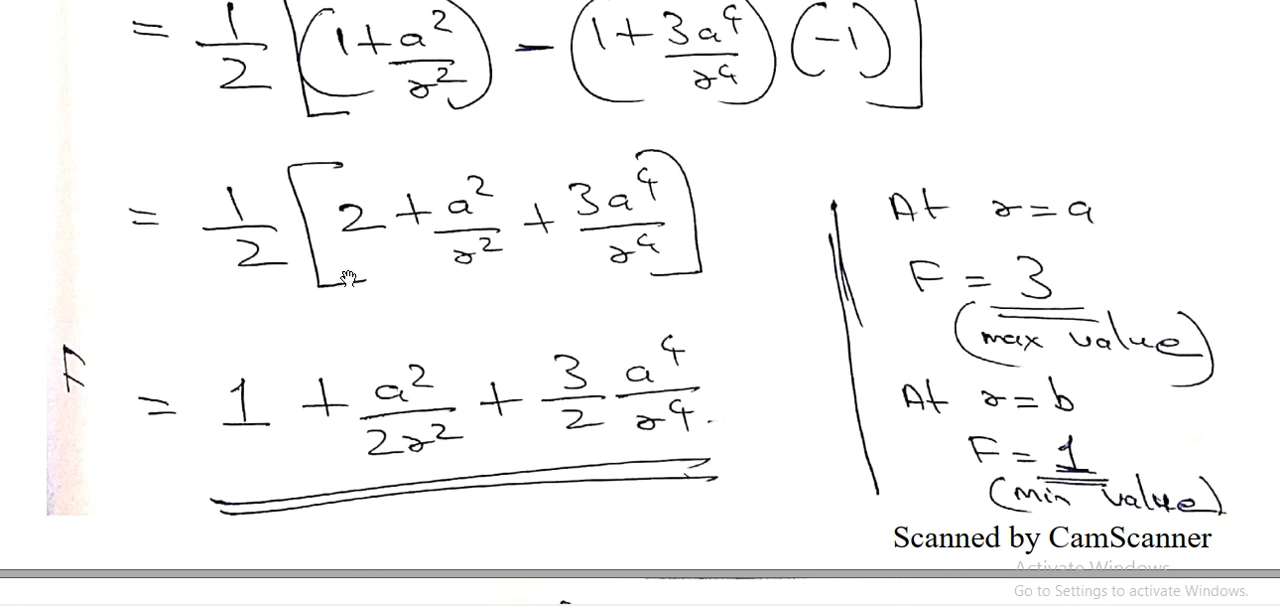 = 1/2 [(1 + a²/r²) - (1 + 3a⁴/r⁴)(-1)]
= 1/2 [2 + a²/r² + 3a⁴/r⁴]
F = 1 + a²/2r² + 3/2 a⁴/r⁴.
At r = a
F = 3
(max value)
At r = b
F = 1
(min value)
Scanned by CamScanner
Activate Windows
Go to Settings to activate Windows.